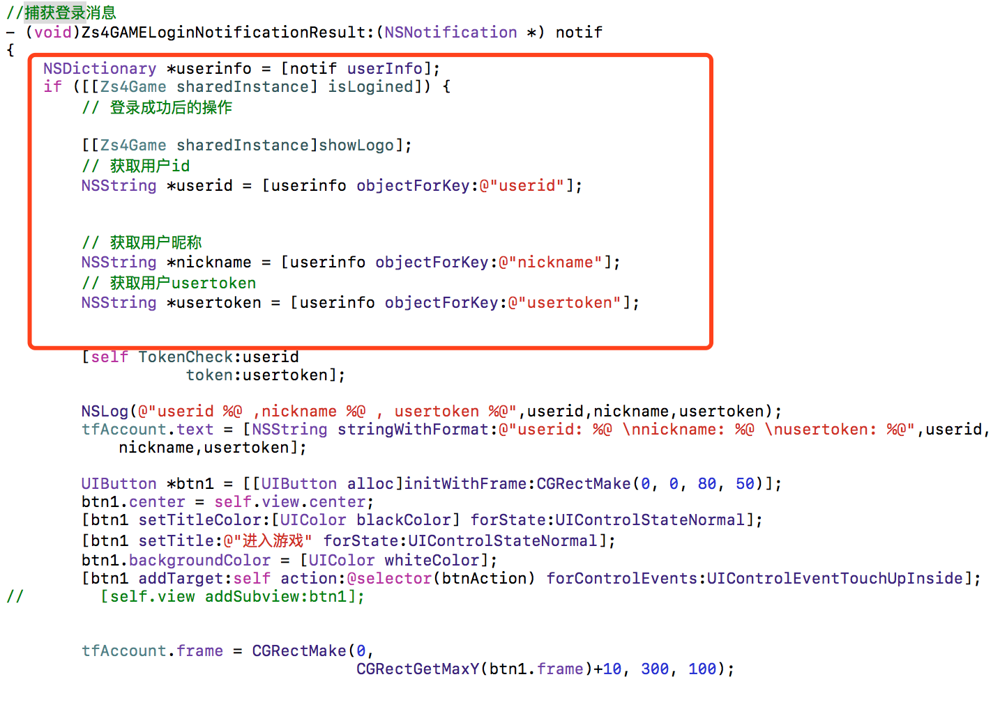 //捕获登录消息
- (void)Zs4GAMELoginNotificationResult:(NSNotification *) notif
{
    NSDictionary *userinfo = [notif userInfo];
    if ([[Zs4Game sharedInstance] isLogined]) {
        // 登录成功后的操作
        [[Zs4Game sharedInstance]showLogo];
        // 获取用户id
        NSString *userid = [userinfo objectForKey:@"userid"];
        // 获取用户昵称
        NSString *nickname = [userinfo objectForKey:@"nickname"];
        // 获取用户usertoken
        NSString *usertoken = [userinfo objectForKey:@"usertoken"];
        [self TokenCheck:userid
                   token:usertoken];
        NSLog(@"userid %@ ,nickname %@ , usertoken %@",userid,nickname,usertoken);
        tfAccount.text = [NSString stringWithFormat:@"userid: %@ \nnickname: %@ \nusertoken: %@",userid,
            nickname,usertoken];
        UIButton *btn1 = [[UIButton alloc]initWithFrame:CGRectMake(0, 0, 80, 50)];
        btn1.center = self.view.center;
        [btn1 setTitleColor:[UIColor blackColor] forState:UIControlStateNormal];
        [btn1 setTitle:@"进入游戏" forState:UIControlStateNormal];
        btn1.backgroundColor = [UIColor whiteColor];
        [btn1 addTarget:self action:@selector(btnAction) forControlEvents:UIControlEventTouchUpInside];
//        [self.view addSubview:btn1];
        tfAccount.frame = CGRectMake(0,
                                     CGRectGetMaxY(btn1.frame)+10, 300, 100);